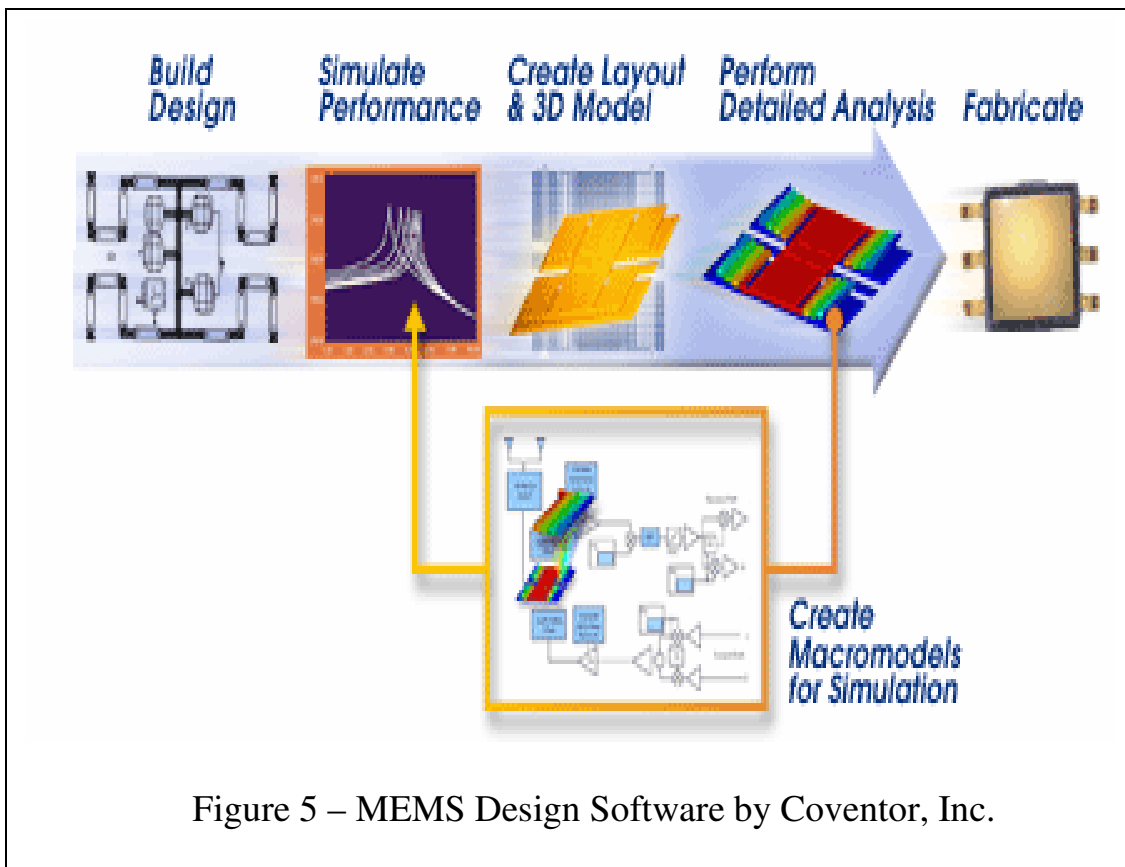 Build
Design
Simulate
Performance
Create Layout
& 3D Model
Perform
Detailed Analysis
Fabricate
Create
Macromodels
for Simulation
Figure 5 – MEMS Design Software by Coventor, Inc.